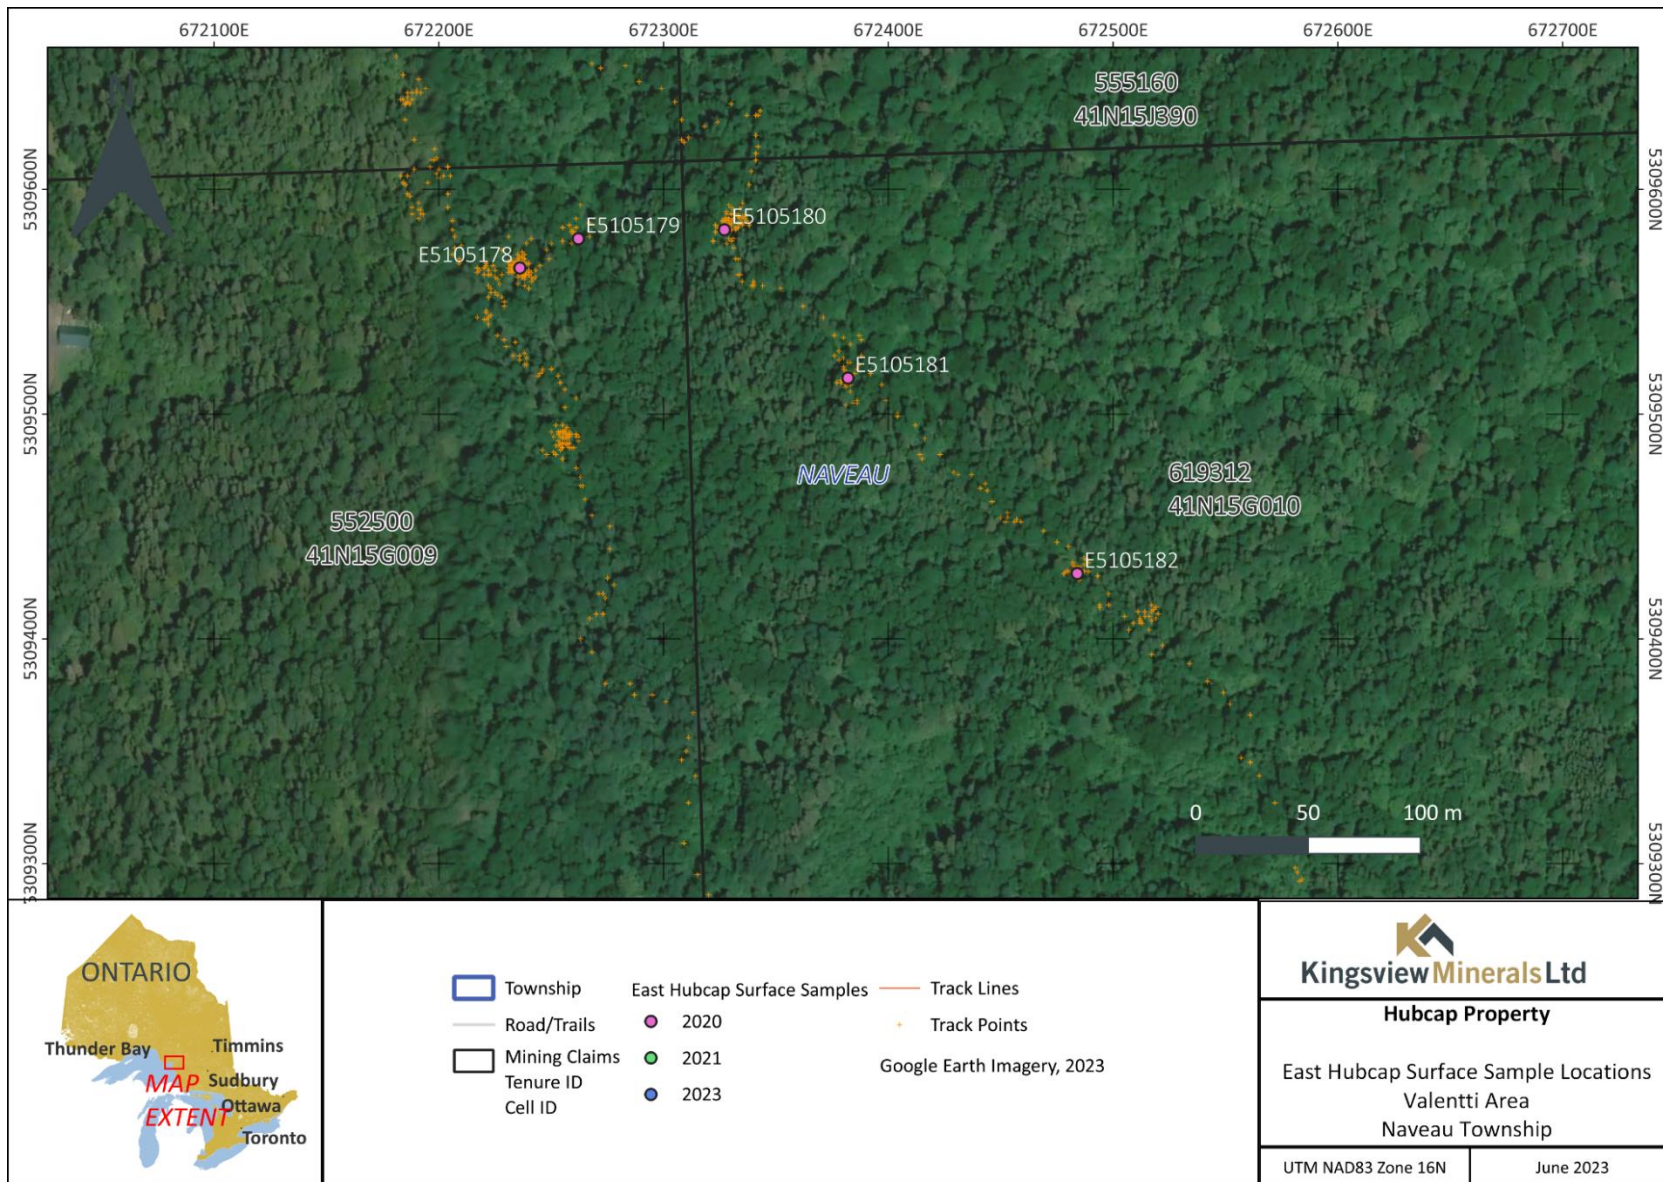 672100E 672200E 672300E 672400E 672500E 672600E 672700E
N
555160
41N15J390
5309600N
5309600N
E5105180
E5105179
E5105178
E5105181
5309500N
5309500N
NAVEAU
619312
41N15G010
552500
41N15G009
E5105182
5309400N
5309400N
0 50 100 m
5309300N
5309300N
ONTARIO
Thunder Bay
Timmins
MAP
EXTENT
Sudbury
Ottawa
Toronto
Township
Road/Trails
Mining Claims
Tenure ID
Cell ID
East Hubcap Surface Samples
2020
2021
2023
Track Lines
Track Points
Google Earth Imagery, 2023
Kingsview Minerals Ltd
Hubcap Property
East Hubcap Surface Sample Locations
Valentti Area
Naveau Township
UTM NAD83 Zone 16N
June 2023